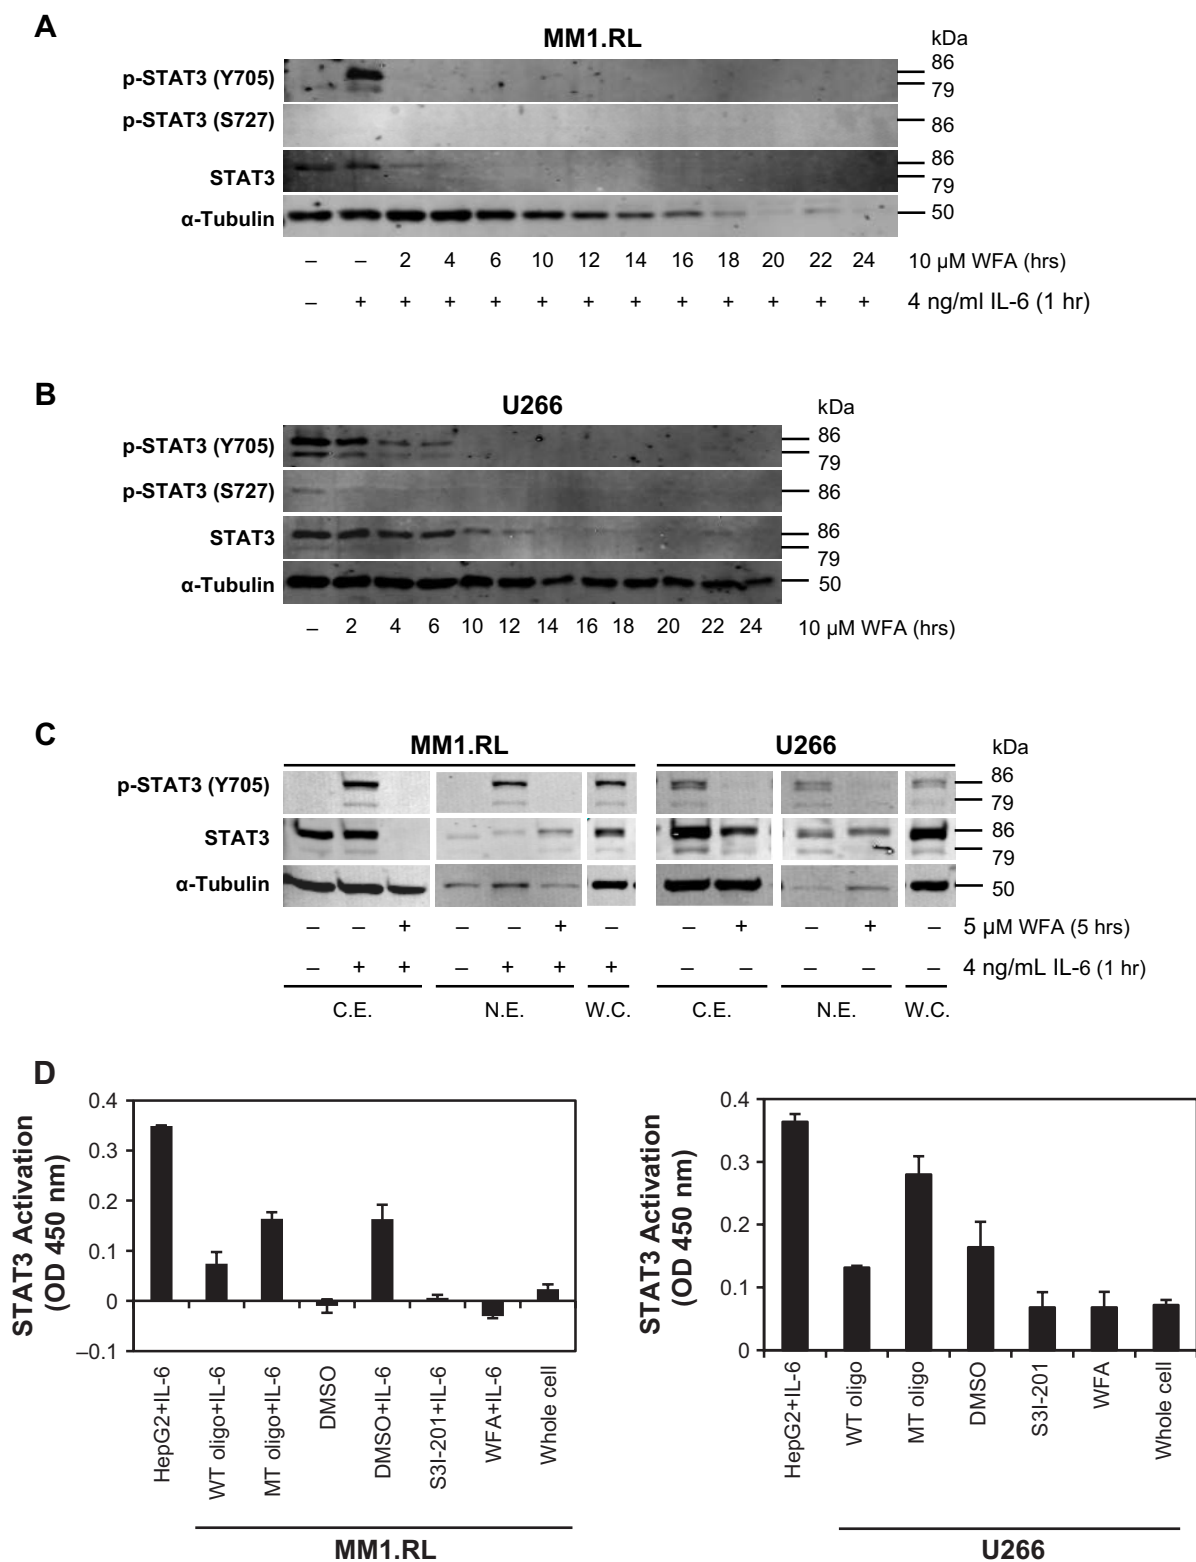 A
MM1.RL
kDa
p-STAT3 (Y705)
86
79
p-STAT3 (S727)
86
STAT3
86
79
α-Tubulin
50
– – 2 4 6 10 12 14 16 18 20 22 24 10 µM WFA (hrs)
– + + + + + + + + + + + + 4 ng/ml IL-6 (1 hr)
B
U266
kDa
p-STAT3 (Y705)
86
79
p-STAT3 (S727)
86
STAT3
86
79
α-Tubulin
50
– 2 4 6 10 12 14 16 18 20 22 24 10 µM WFA (hrs)
C
MM1.RL U266
kDa
p-STAT3 (Y705)
86
79
STAT3
86
79
α-Tubulin
50
– – + – – + – – + – + – 5 µM WFA (5 hrs)
– + + – + + + – – – – – 4 ng/mL IL-6 (1 hr)
C.E. N.E. W.C. C.E. N.E. W.C.
D
STAT3 Activation
(OD 450 nm)
0.4
0.3
0.2
0.1
0
–0.1
HepG2+IL-6
WT oligo+IL-6
MT oligo+IL-6
DMSO
DMSO+IL-6
S3I-201+IL-6
WFA+IL-6
Whole cell
MM1.RL
STAT3 Activation
(OD 450 nm)
0.4
0.3
0.2
0.1
0
HepG2+IL-6
WT oligo
MT oligo
DMSO
S3I-201
WFA
Whole cell
U266